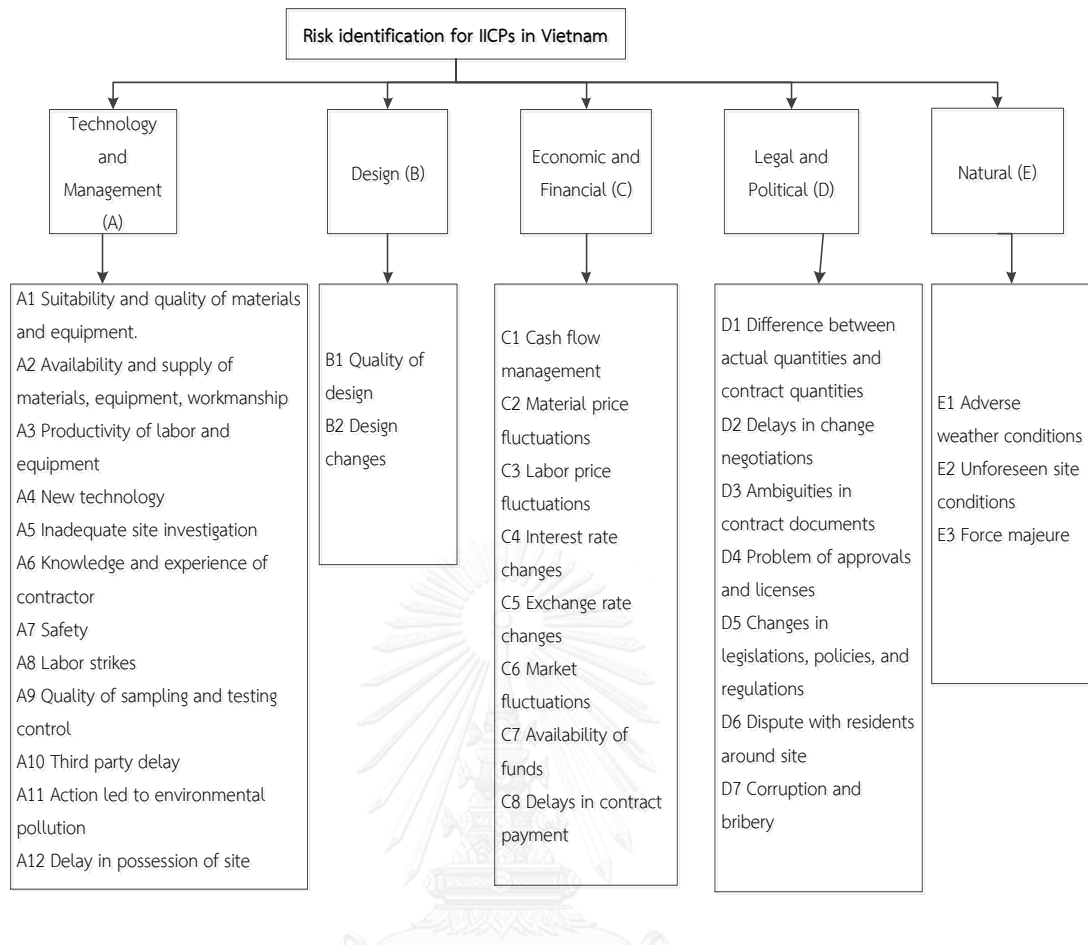 Risk identification for IICPs in Vietnam
Technology
and
Management
(A)
Design (B)
Economic and
Financial (C)
Legal and
Political (D)
Natural (E)
A1 Suitability and quality of materials
and equipment.
A2 Availability and supply of
materials, equipment, workmanship
A3 Productivity of labor and
equipment
A4 New technology
A5 Inadequate site investigation
A6 Knowledge and experience of
contractor
A7 Safety
A8 Labor strikes
A9 Quality of sampling and testing
control
A10 Third party delay
A11 Action led to environmental
pollution
A12 Delay in possession of site
B1 Quality of
design
B2 Design
changes
C1 Cash flow
management
C2 Material price
fluctuations
C3 Labor price
fluctuations
C4 Interest rate
changes
C5 Exchange rate
changes
C6 Market
fluctuations
C7 Availability of
funds
C8 Delays in contract
payment
D1 Difference between
actual quantities and
contract quantities
D2 Delays in change
negotiations
D3 Ambiguities in
contract documents
D4 Problem of approvals
and licenses
D5 Changes in
legislations, policies, and
regulations
D6 Dispute with residents
around site
D7 Corruption and
bribery
E1 Adverse
weather conditions
E2 Unforeseen site
conditions
E3 Force majeure